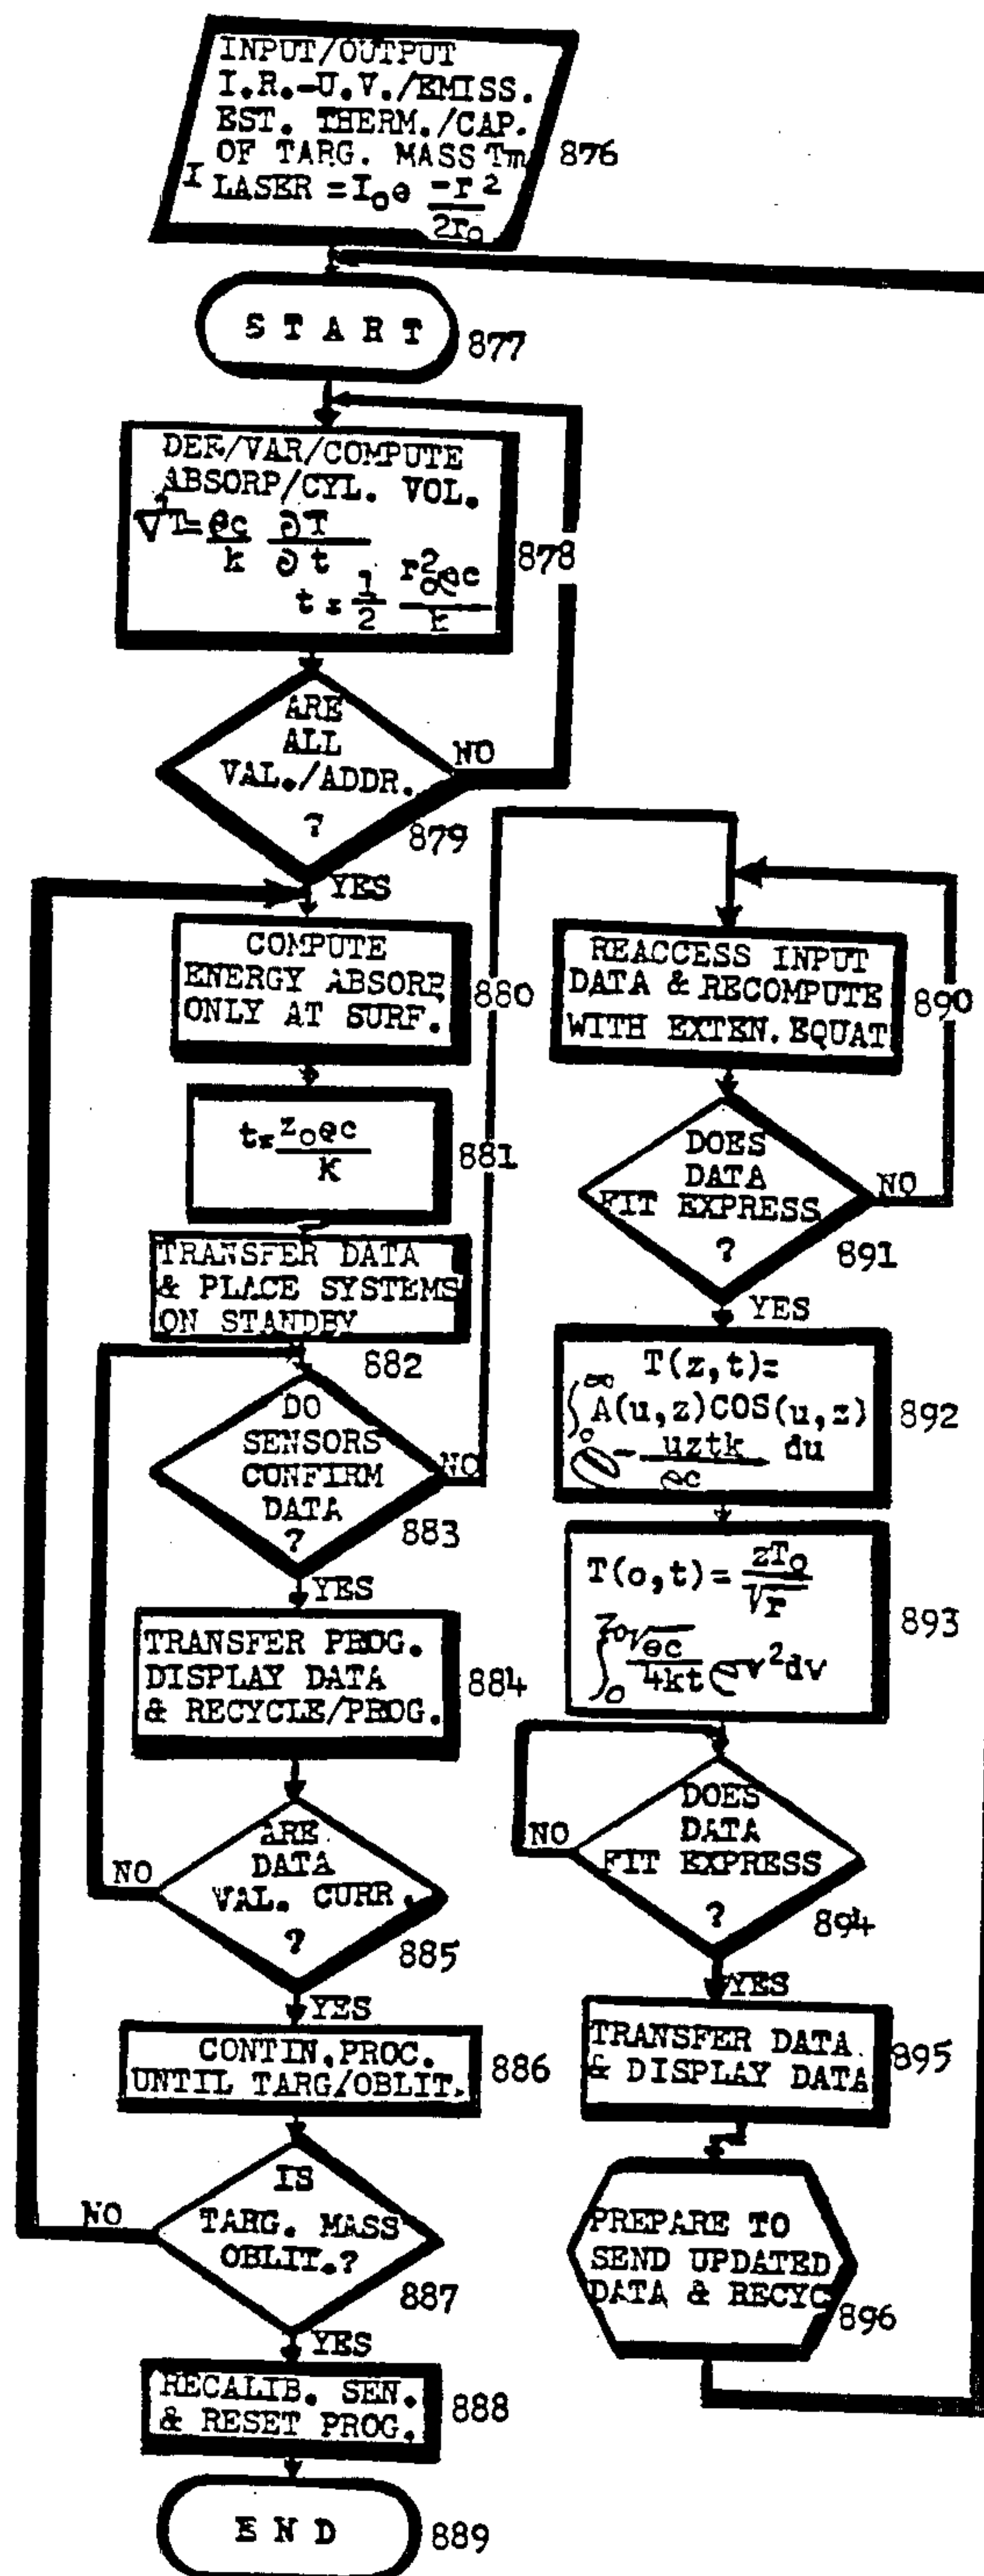 INPUT/OUTPUT
I.R.-U.V./EMISS.
EST. THERM./CAP.
OF TARG. MASS Tm
I LASER = I₀e -r²
2r₀
876
S T A R T
877
DER/VAR/COMPUTE
ABSORP/CYL. VOL.
∇T= ρc/k ∂T/∂t
t = 1/2 r₀²ρc/k
878
ARE
ALL
VAL./ADDR.
?
NO
879
YES
COMPUTE
ENERGY ABSORP.
ONLY AT SURF.
880
t= z₀ρc/K
881
TRANSFER DATA
& PLACE SYSTEMS
ON STANDBY
882
DO
SENSORS
CONFIRM
DATA
?
NO
883
YES
TRANSFER PROG.
DISPLAY DATA
& RECYCLE/PROG.
884
ARE
DATA
VAL. CURR.
?
NO
885
YES
CONTIN.PROC.
UNTIL TARG/OBLIT.
886
IS
TARG. MASS
OBLIT.?
NO
887
YES
RECALIB. SEN.
& RESET PROG.
888
E N D
889
REACCESS INPUT
DATA & RECOMPUTE
WITH EXTEN.EQUAT
890
DOES
DATA
FIT EXPRESS
?
NO
891
YES
T(z,t)=
∫₀^∞ A(u,z)COS(u,z)
e - uztk/ρc du
892
T(o,t)= zT₀/√r
∫₀ z₀√ρc/4kt e v²dv
893
DOES
DATA
FIT EXPRESS
?
NO
894
YES
TRANSFER DATA.
& DISPLAY DATA
895
PREPARE TO
SEND UPDATED
DATA & RECYC
896